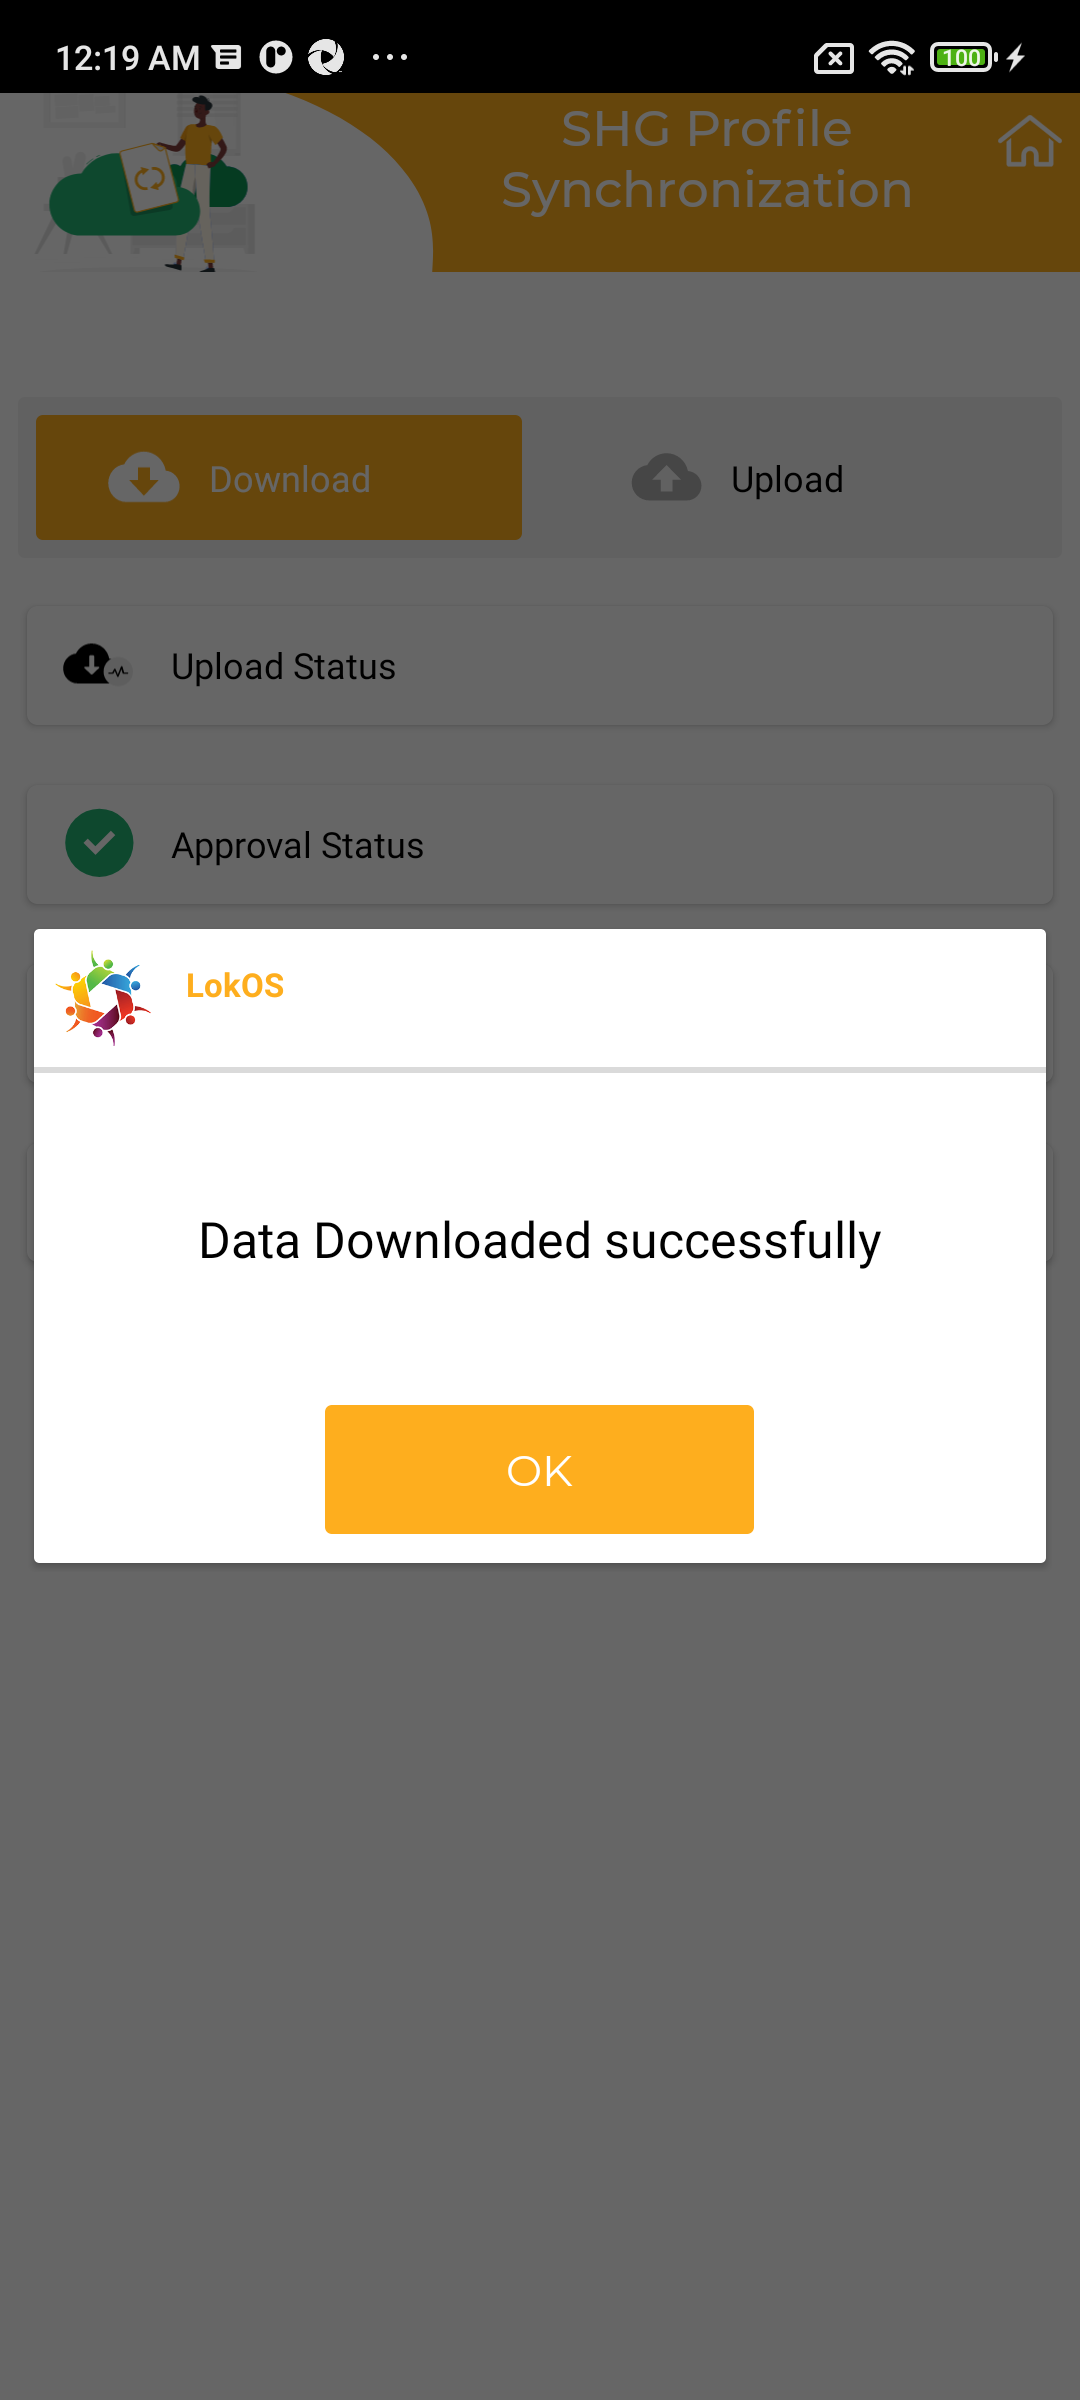 12:19 AM
100
SHG Profile
Synchronization
Download
Upload
Upload Status
Approval Status
LokOS
Data Downloaded successfully
OK